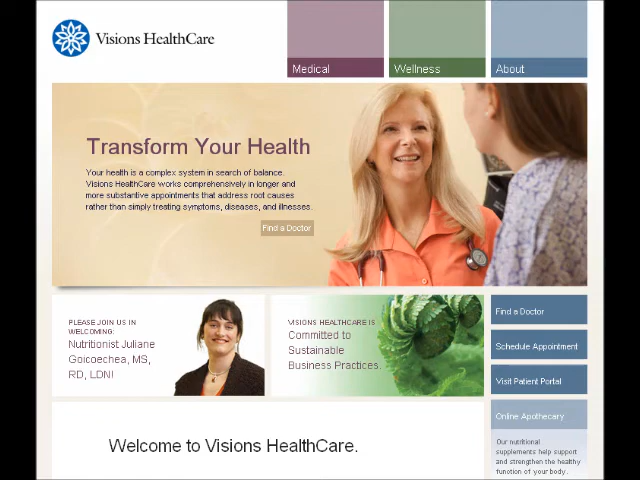 Visions HealthCare
Medical
Wellness
About
Transform Your Health
Your health is a complex system in search of balance.
Visions HealthCare works comprehensively in longer and
more substantive appointments that address root causes
rather than simply treating symptoms, diseases, and illnesses.
Find a Doctor
PLEASE JOIN US IN
WELCOMING:
Nutritionist Juliane
Goicoechea, MS,
RD, LDN!
VISIONS HEALTHCARE IS
Committed to
Sustainable
Business Practices.
Find a Doctor
Schedule Appointment
Visit Patient Portal
Online Apothecary
Our nutritional
supplements help support
and strengthen the healthy
function of your body.
Welcome to Visions HealthCare.